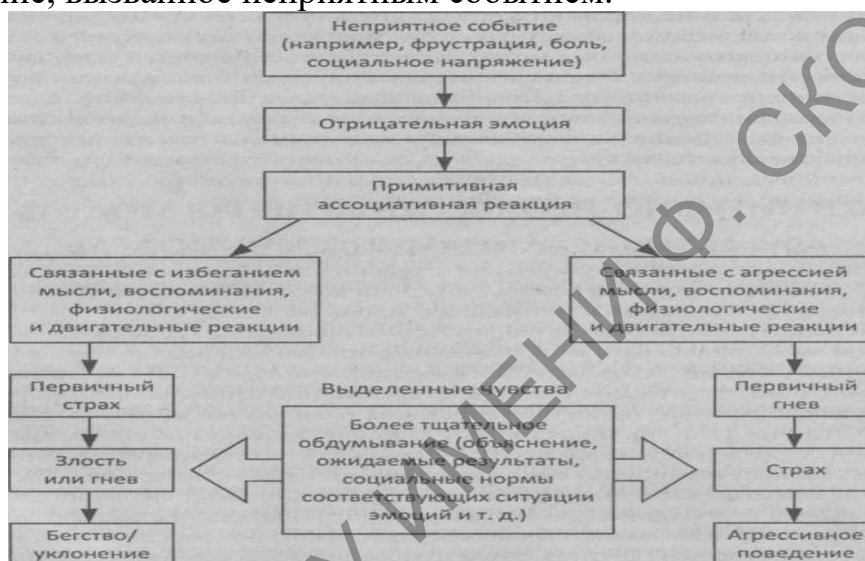 ние, вызванное неприятным событием.
Неприятное событие
(например, фрустрация, боль,
социальное напряжение)
Отрицательная эмоция
Примитивная
ассоциативная реакция
Связанные с избеганием
мысли, воспоминания,
физиологические
и двигательные реакции
Связанные с агрессией
мысли, воспоминания,
физиологические
и двигательные реакции
Первичный
страх
Выделенные чувства
Первичный
гнев
Более тщательное
обдумывание (объяснение,
ожидаемые результаты,
социальные нормы
соответствующих ситуации
эмоций и т. д.)
Злость
или гнев
Страх
Бегство/
уклонение
Агрессивное
поведение
У ИМЕНИ Ф. СКО